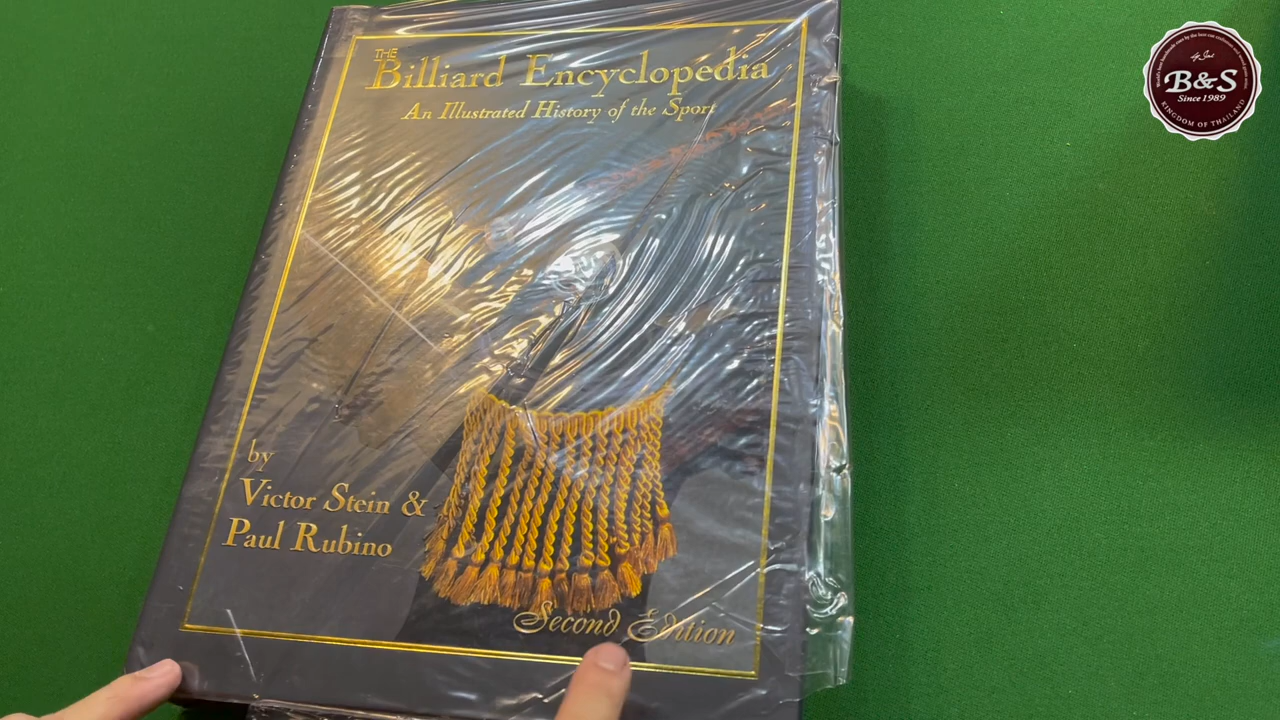 THE
Billiard Encyclopedia
An Illustrated History of the Sport
by
Victor Stein &
Paul Rubino
Second Edition
B&S
Since 1989
KINGDOM OF THAILAND